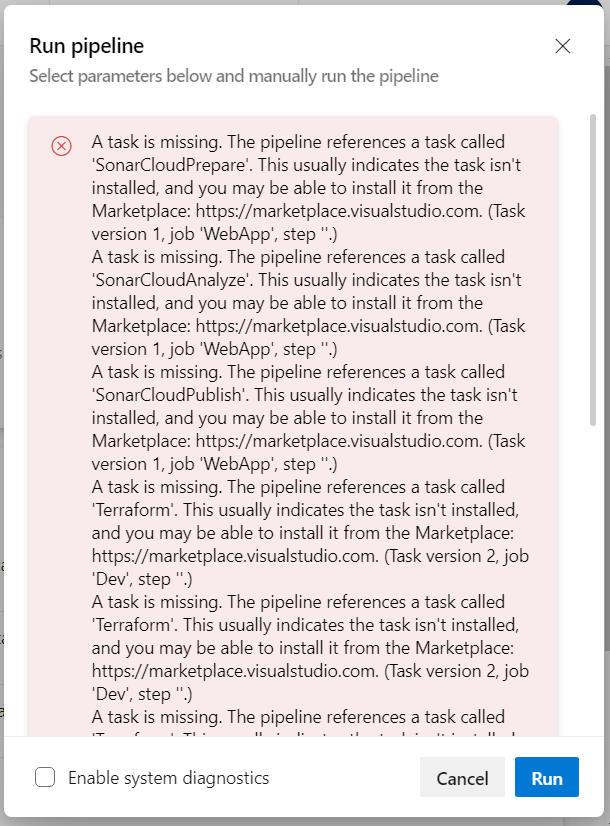 Run pipeline
Select parameters below and manually run the pipeline
A task is missing. The pipeline references a task called
'SonarCloudPrepare'. This usually indicates the task isn't
installed, and you may be able to install it from the
Marketplace: https://marketplace.visualstudio.com. (Task
version 1, job 'WebApp', step ''.)
A task is missing. The pipeline references a task called
'SonarCloudAnalyze'. This usually indicates the task isn't
installed, and you may be able to install it from the
Marketplace: https://marketplace.visualstudio.com. (Task
version 1, job 'WebApp', step ''.)
A task is missing. The pipeline references a task called
'SonarCloudPublish'. This usually indicates the task isn't
installed, and you may be able to install it from the
Marketplace: https://marketplace.visualstudio.com. (Task
version 1, job 'WebApp', step ''.)
A task is missing. The pipeline references a task called
'Terraform'. This usually indicates the task isn't installed,
and you may be able to install it from the Marketplace:
https://marketplace.visualstudio.com. (Task version 2, job
'Dev', step ''.)
A task is missing. The pipeline references a task called
'Terraform'. This usually indicates the task isn't installed,
and you may be able to install it from the Marketplace:
https://marketplace.visualstudio.com. (Task version 2, job
'Dev', step ''.)
A task is missing. The pipeline references a task called
Enable system diagnostics
Cancel
Run